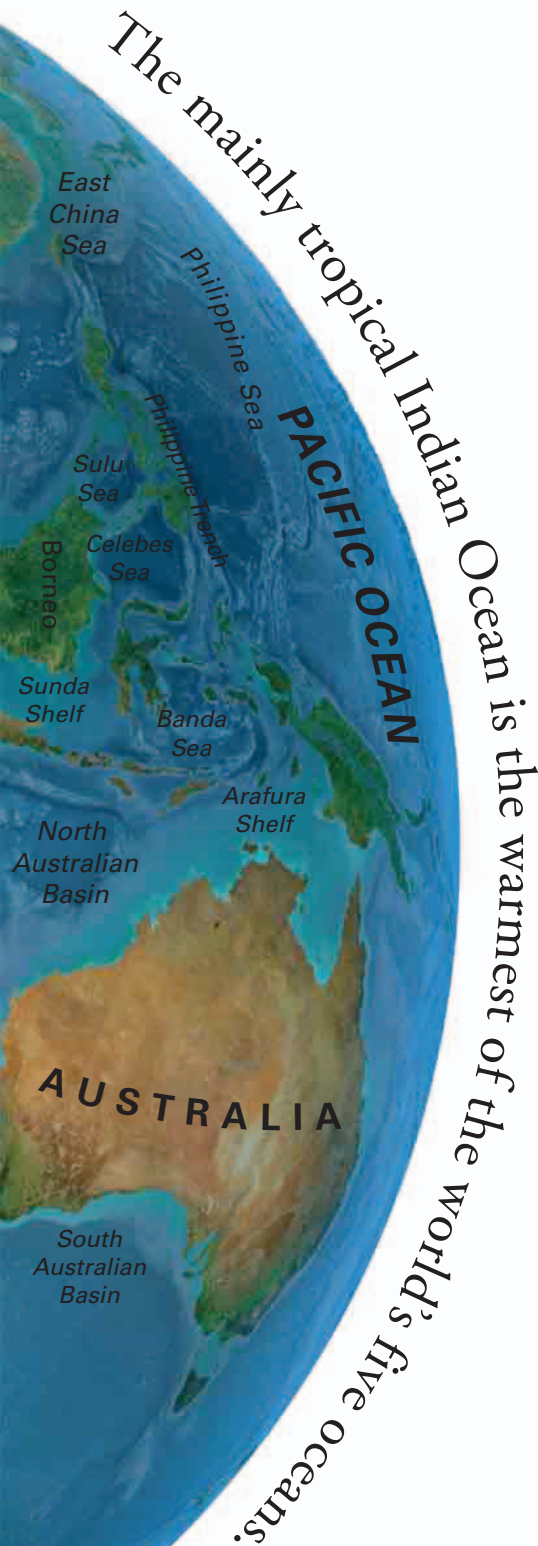 The mainly tropical Indian Ocean is the warmest of the world's five oceans.
East
China
Sea
Philippine Sea
PACIFIC OCEAN
Philippine Trench
Sulu
Sea
Celebes
Sea
Borneo
Sunda
Shelf
Banda
Sea
Arafura
Shelf
North
Australian
Basin
AUSTRALIA
South
Australian
Basin